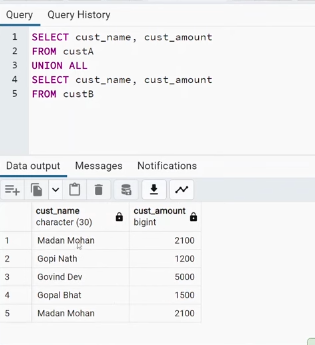 Query Query History
1 SELECT cust_name, cust_amount
2 FROM custA
3 UNION ALL
4 SELECT cust_name, cust_amount
5 FROM custB
Data output Messages Notifications
cust_name cust_amount
character (30) bigint
1 Madan Mohan 2100
2 Gopi Nath 1200
3 Govind Dev 5000
4 Gopal Bhat 1500
5 Madan Mohan 2100